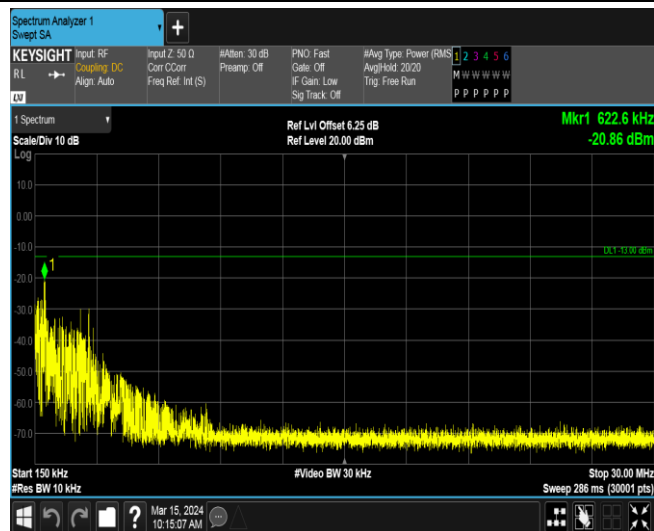 Spectrum Analyzer 1
Swept SA
+
KEYSIGHT
RL
LXI
Input: RF
Coupling: DC
Align: Auto
Input Z: 50 Ω
Corr CCorr
Freq Ref: Int (S)
#Atten: 30 dB
Preamp: Off
PNO: Fast
Gate: Off
IF Gain: Low
Sig Track: Off
#Avg Type: Power (RMS
Avg|Hold: 20/20
Trig: Free Run
1 2 3 4 5 6
M W W W W W
P P P P P P
1 Spectrum
Scale/Div 10 dB
Ref Lvl Offset 6.25 dB
Ref Level 20.00 dBm
Mkr1 622.6 kHz
-20.86 dBm
Log
10.0
0.00
-10.0
DL1 -13.00 dBm
1
-20.0
-30.0
-40.0
-50.0
-60.0
-70.0
Start 150 kHz
#Video BW 30 kHz
Stop 30.00 MHz
#Res BW 10 kHz
Sweep 286 ms (30001 pts)
?
Mar 15, 2024
10:15:07 AM